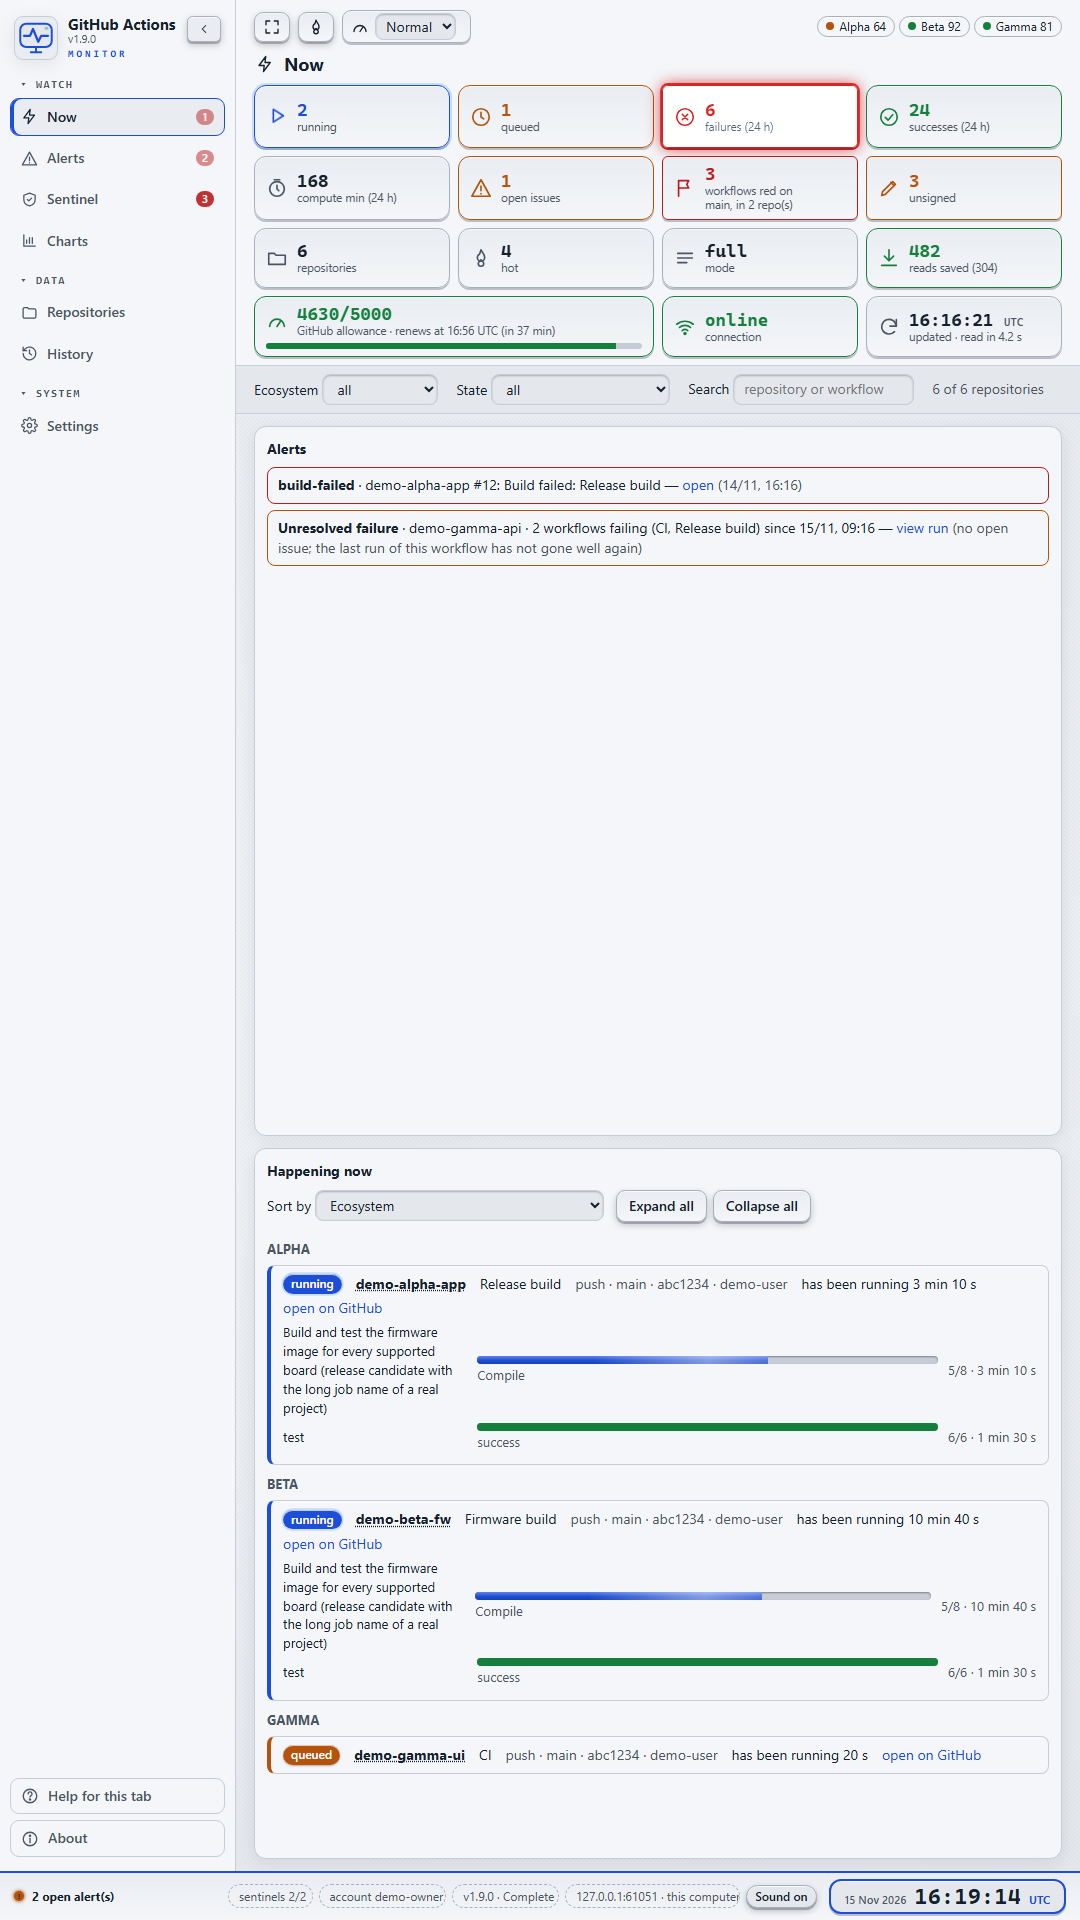 GitHub Actions
v1.9.0
MONITOR
WATCH
Now 1
Alerts 2
Sentinel 3
Charts
DATA
Repositories
History
SYSTEM
Settings
Help for this tab
About
Normal
Alpha 64
Beta 92
Gamma 81
Now
2
running
1
queued
6
failures (24 h)
24
successes (24 h)
168
compute min (24 h)
1
open issues
3
workflows red on
main, in 2 repo(s)
3
unsigned
6
repositories
4
hot
full
mode
482
reads saved (304)
4630/5000
GitHub allowance · renews at 16:56 UTC (in 37 min)
online
connection
16:16:21 UTC
updated · read in 4.2 s
Ecosystem all State all Search repository or workflow 6 of 6 repositories
Alerts
build-failed · demo-alpha-app #12: Build failed: Release build — open (14/11, 16:16)
Unresolved failure · demo-gamma-api · 2 workflows failing (CI, Release build) since 15/11, 09:16 — view run (no open
issue; the last run of this workflow has not gone well again)
Happening now
Sort by Ecosystem Expand all Collapse all
ALPHA
running demo-alpha-app Release build push · main · abc1234 · demo-user has been running 3 min 10 s
open on GitHub
Build and test the firmware
image for every supported
board (release candidate with
the long job name of a real
project)
Compile
5/8 · 3 min 10 s
test
success
6/6 · 1 min 30 s
BETA
running demo-beta-fw Firmware build push · main · abc1234 · demo-user has been running 10 min 40 s
open on GitHub
Build and test the firmware
image for every supported
board (release candidate with
the long job name of a real
project)
Compile
5/8 · 10 min 40 s
test
success
6/6 · 1 min 30 s
GAMMA
queued demo-gamma-ui CI push · main · abc1234 · demo-user has been running 20 s open on GitHub
2 open alert(s)
sentinels 2/2
account demo-owner
v1.9.0 · Complete
127.0.0.1:61051 · this computer
Sound on
15 Nov 2026 16:19:14 UTC